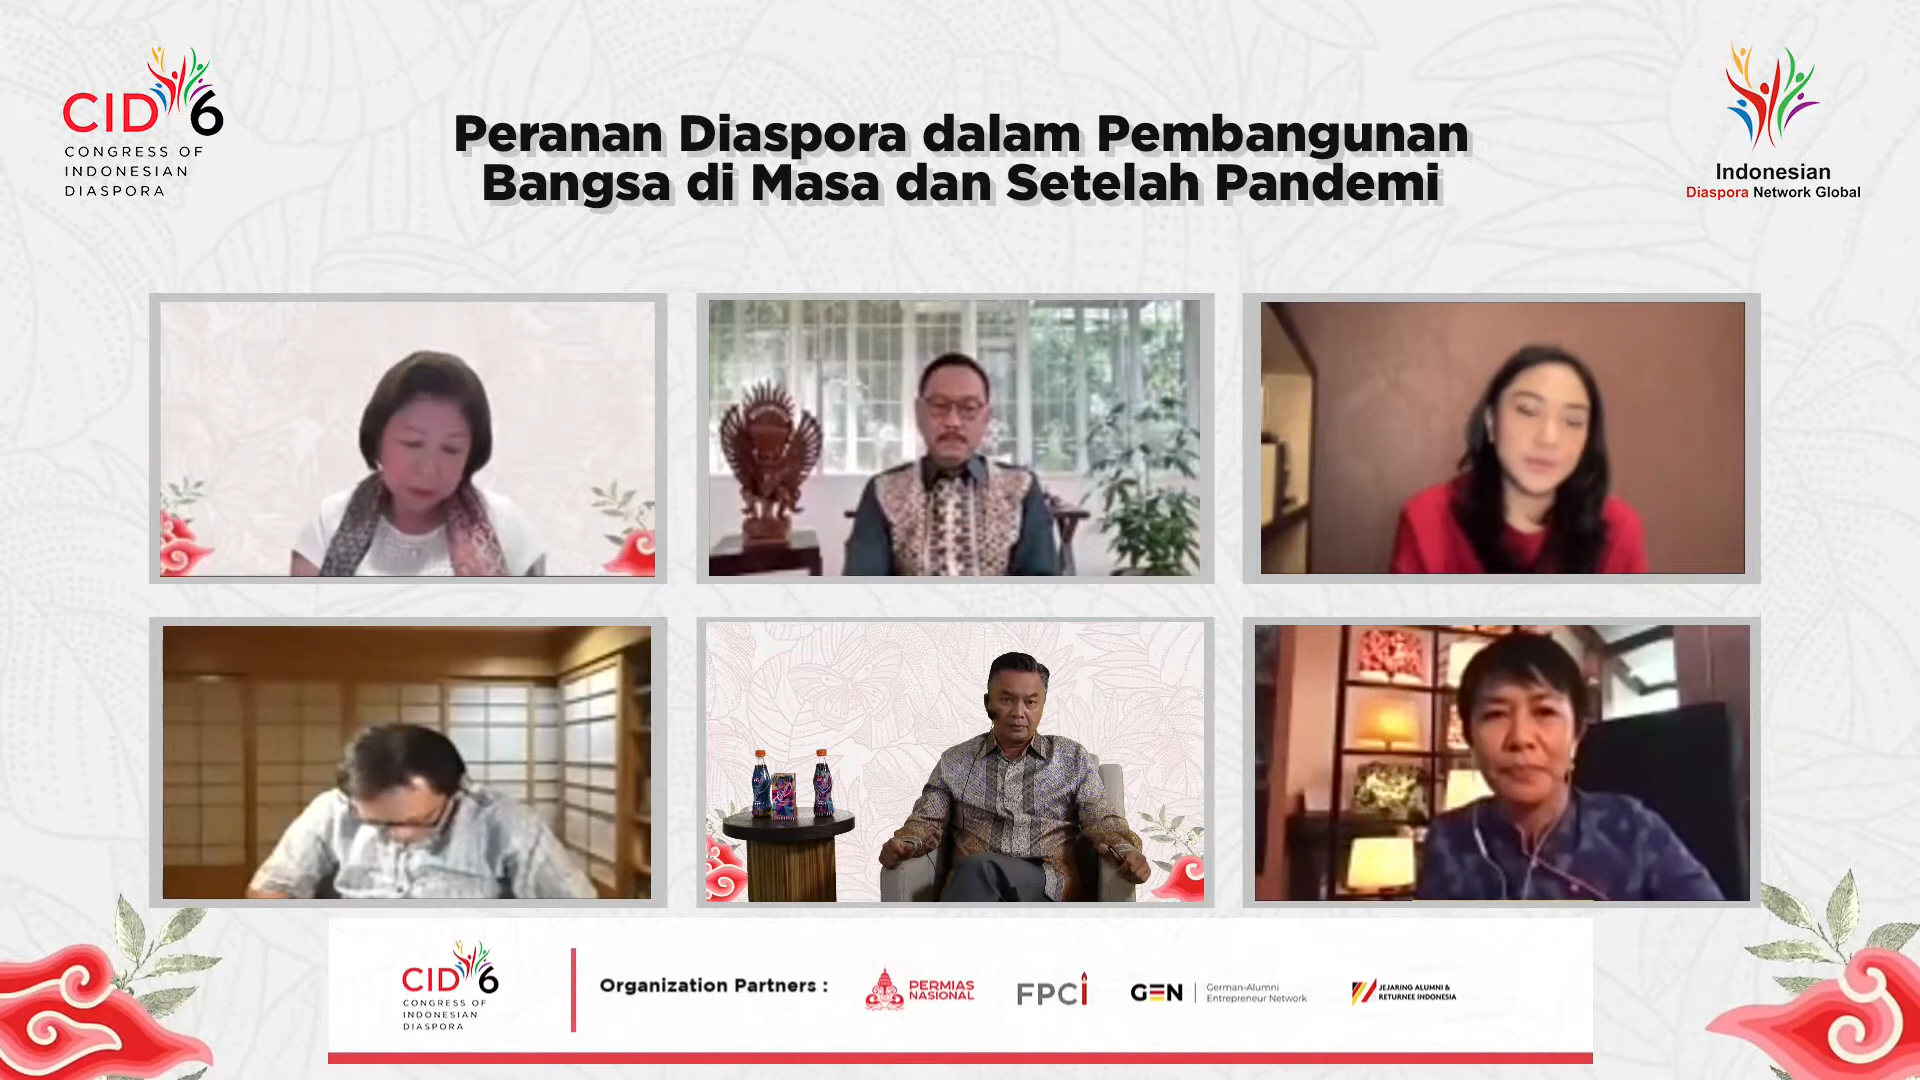 CID 6
CONGRESS OF
INDONESIAN
DIASPORA
Peranan Diaspora dalam Pembangunan
Bangsa di Masa dan Setelah Pandemi
Indonesian
Diaspora Network Global
CID 6
CONGRESS OF
INDONESIAN
DIASPORA
Organization Partners :
PERMIAS
NASIONAL
FPCi
GEN
German-Alumni
Entrepreneur Network
JEJARING ALUMNI &
RETURNEE INDONESIA